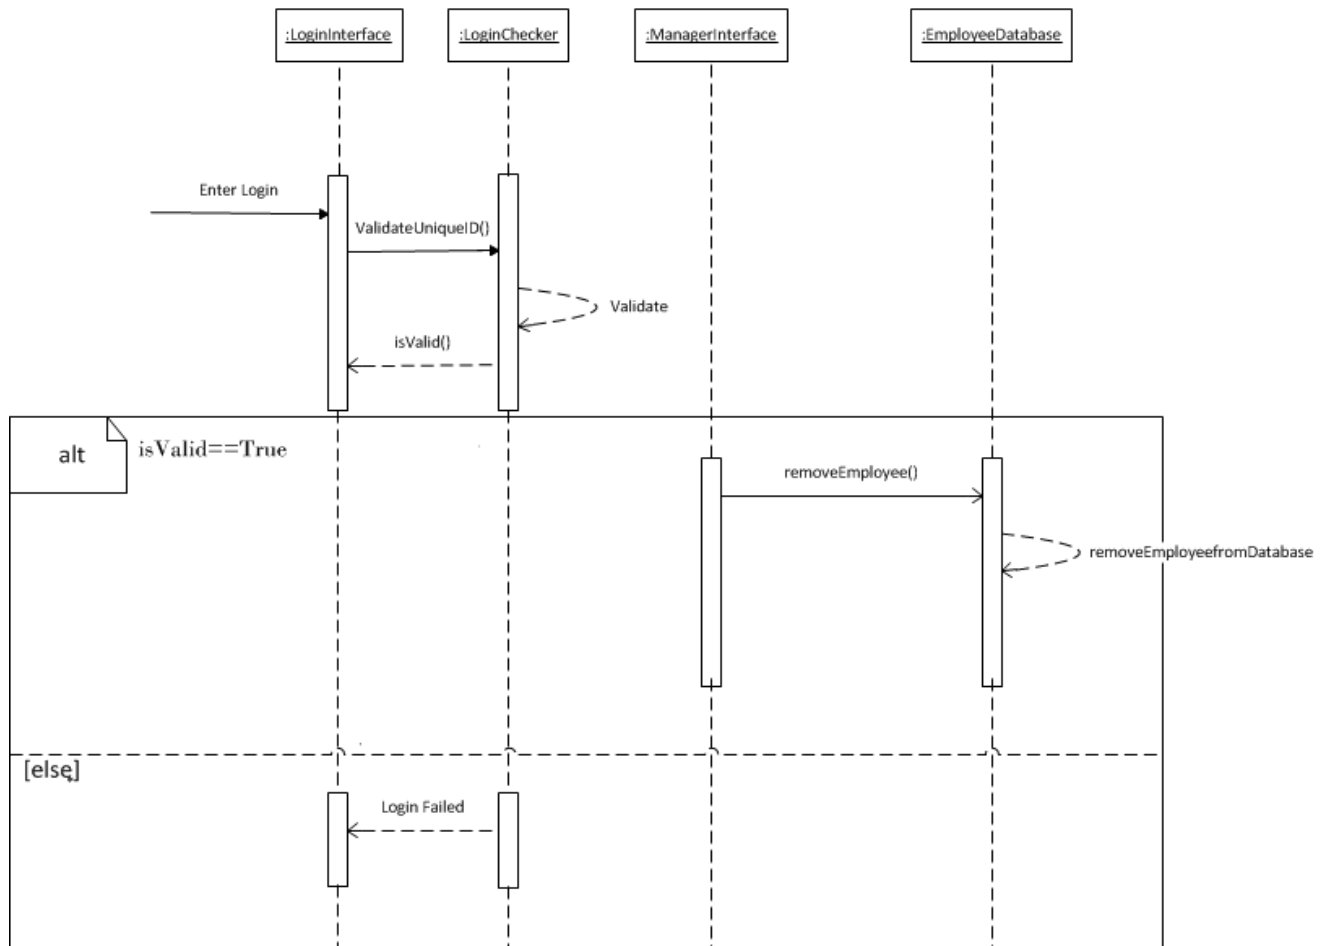 :LoginInterface
:LoginChecker
:ManagerInterface
:EmployeeDatabase
Enter Login
ValidateUniqueID()
Validate
isValid()
alt
isValid==True
removeEmployee()
removeEmployeefromDatabase
[else]
Login Failed